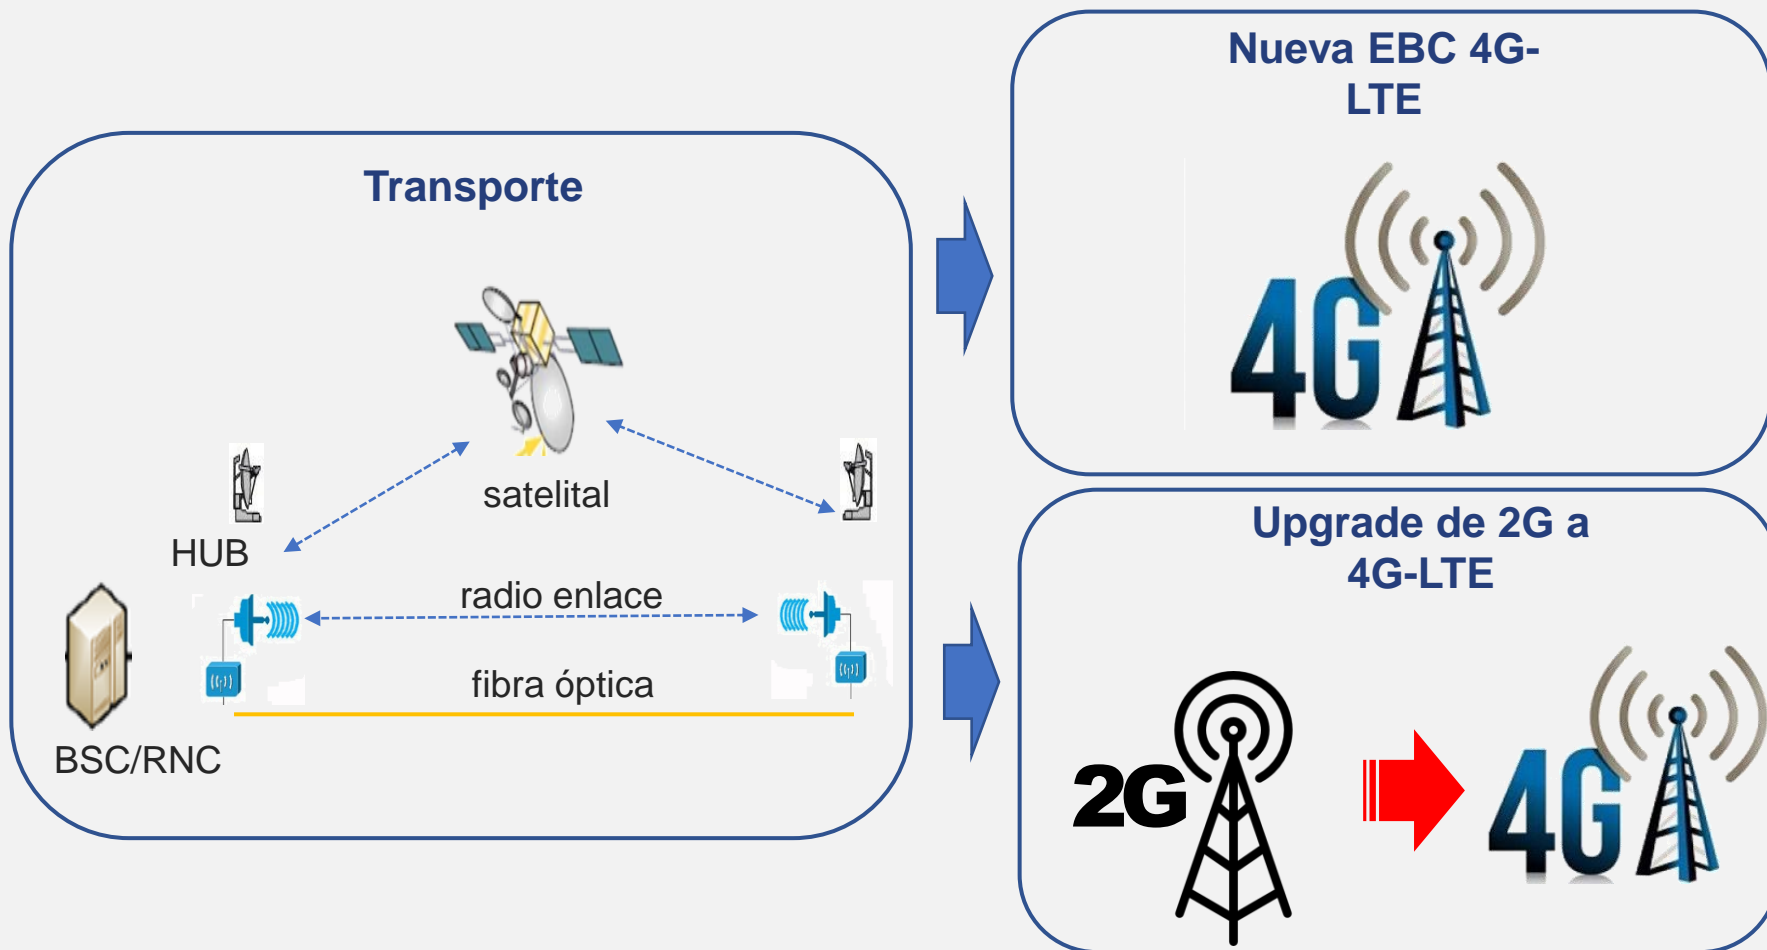 Transporte
satelital
HUB
radio enlace
fibra óptica
BSC/RNC
Nueva EBC 4G-
LTE
4G
Upgrade de 2G a
4G-LTE
2G
4G